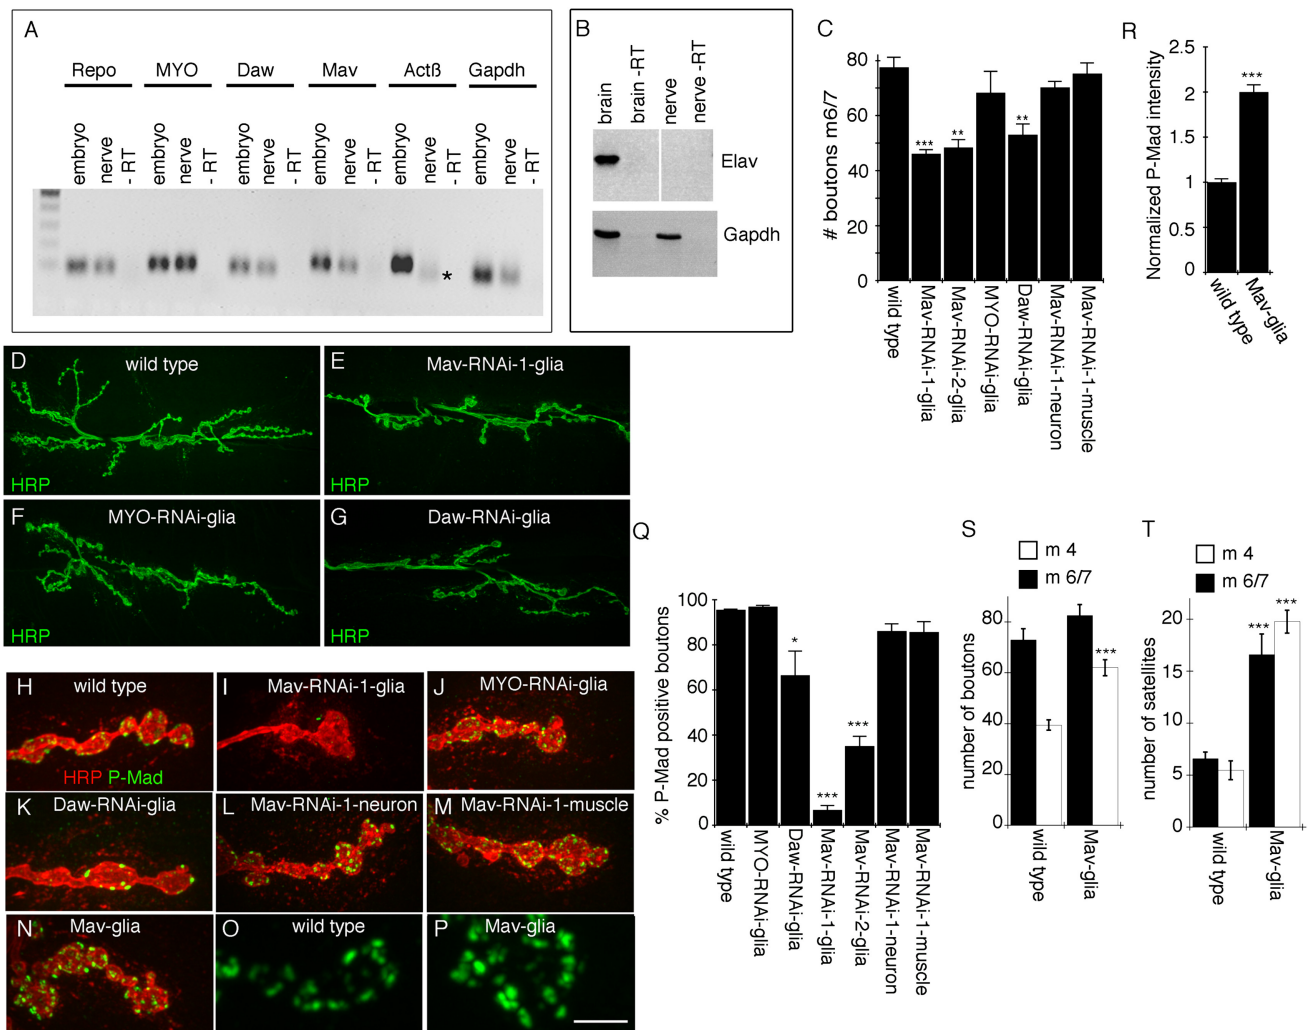 A
Repo MYO Daw Mav Actß Gapdh
embryo nerve - RT embryo nerve - RT embryo nerve - RT embryo nerve - RT embryo nerve - RT embryo nerve - RT
*
B
brain brain -RT nerve nerve -RT
Elav
Gapdh
C
# boutons m6/7
80
60
40
20
0
*** ** **
wild type Mav-RNAi-1-glia Mav-RNAi-2-glia MYO-RNAi-glia Daw-RNAi-glia Mav-RNAi-1-neuron Mav-RNAi-1-muscle
R
Normalized P-Mad intensity
2.5
2
1.5
1
0.5
0
***
wild type Mav-glia
D wild type
HRP
E Mav-RNAi-1-glia
HRP
F MYO-RNAi-glia
HRP
G Daw-RNAi-glia
HRP
H wild type
HRP P-Mad
I Mav-RNAi-1-glia
J MYO-RNAi-glia
K Daw-RNAi-glia
L Mav-RNAi-1-neuron
M Mav-RNAi-1-muscle
N Mav-glia
O wild type
P Mav-glia
Q
% P-Mad positive boutons
100
80
60
40
20
0
* *** ***
wild type MYO-RNAi-glia Daw-RNAi-glia Mav-RNAi-1-glia Mav-RNAi-2-glia Mav-RNAi-1-neuron Mav-RNAi-1-muscle
S
m 4
m 6/7
number of boutons
80
60
40
20
0
***
wild type Mav-glia
T
m 4
m 6/7
number of satellites
20
15
10
5
0
*** ***
wild type Mav-glia